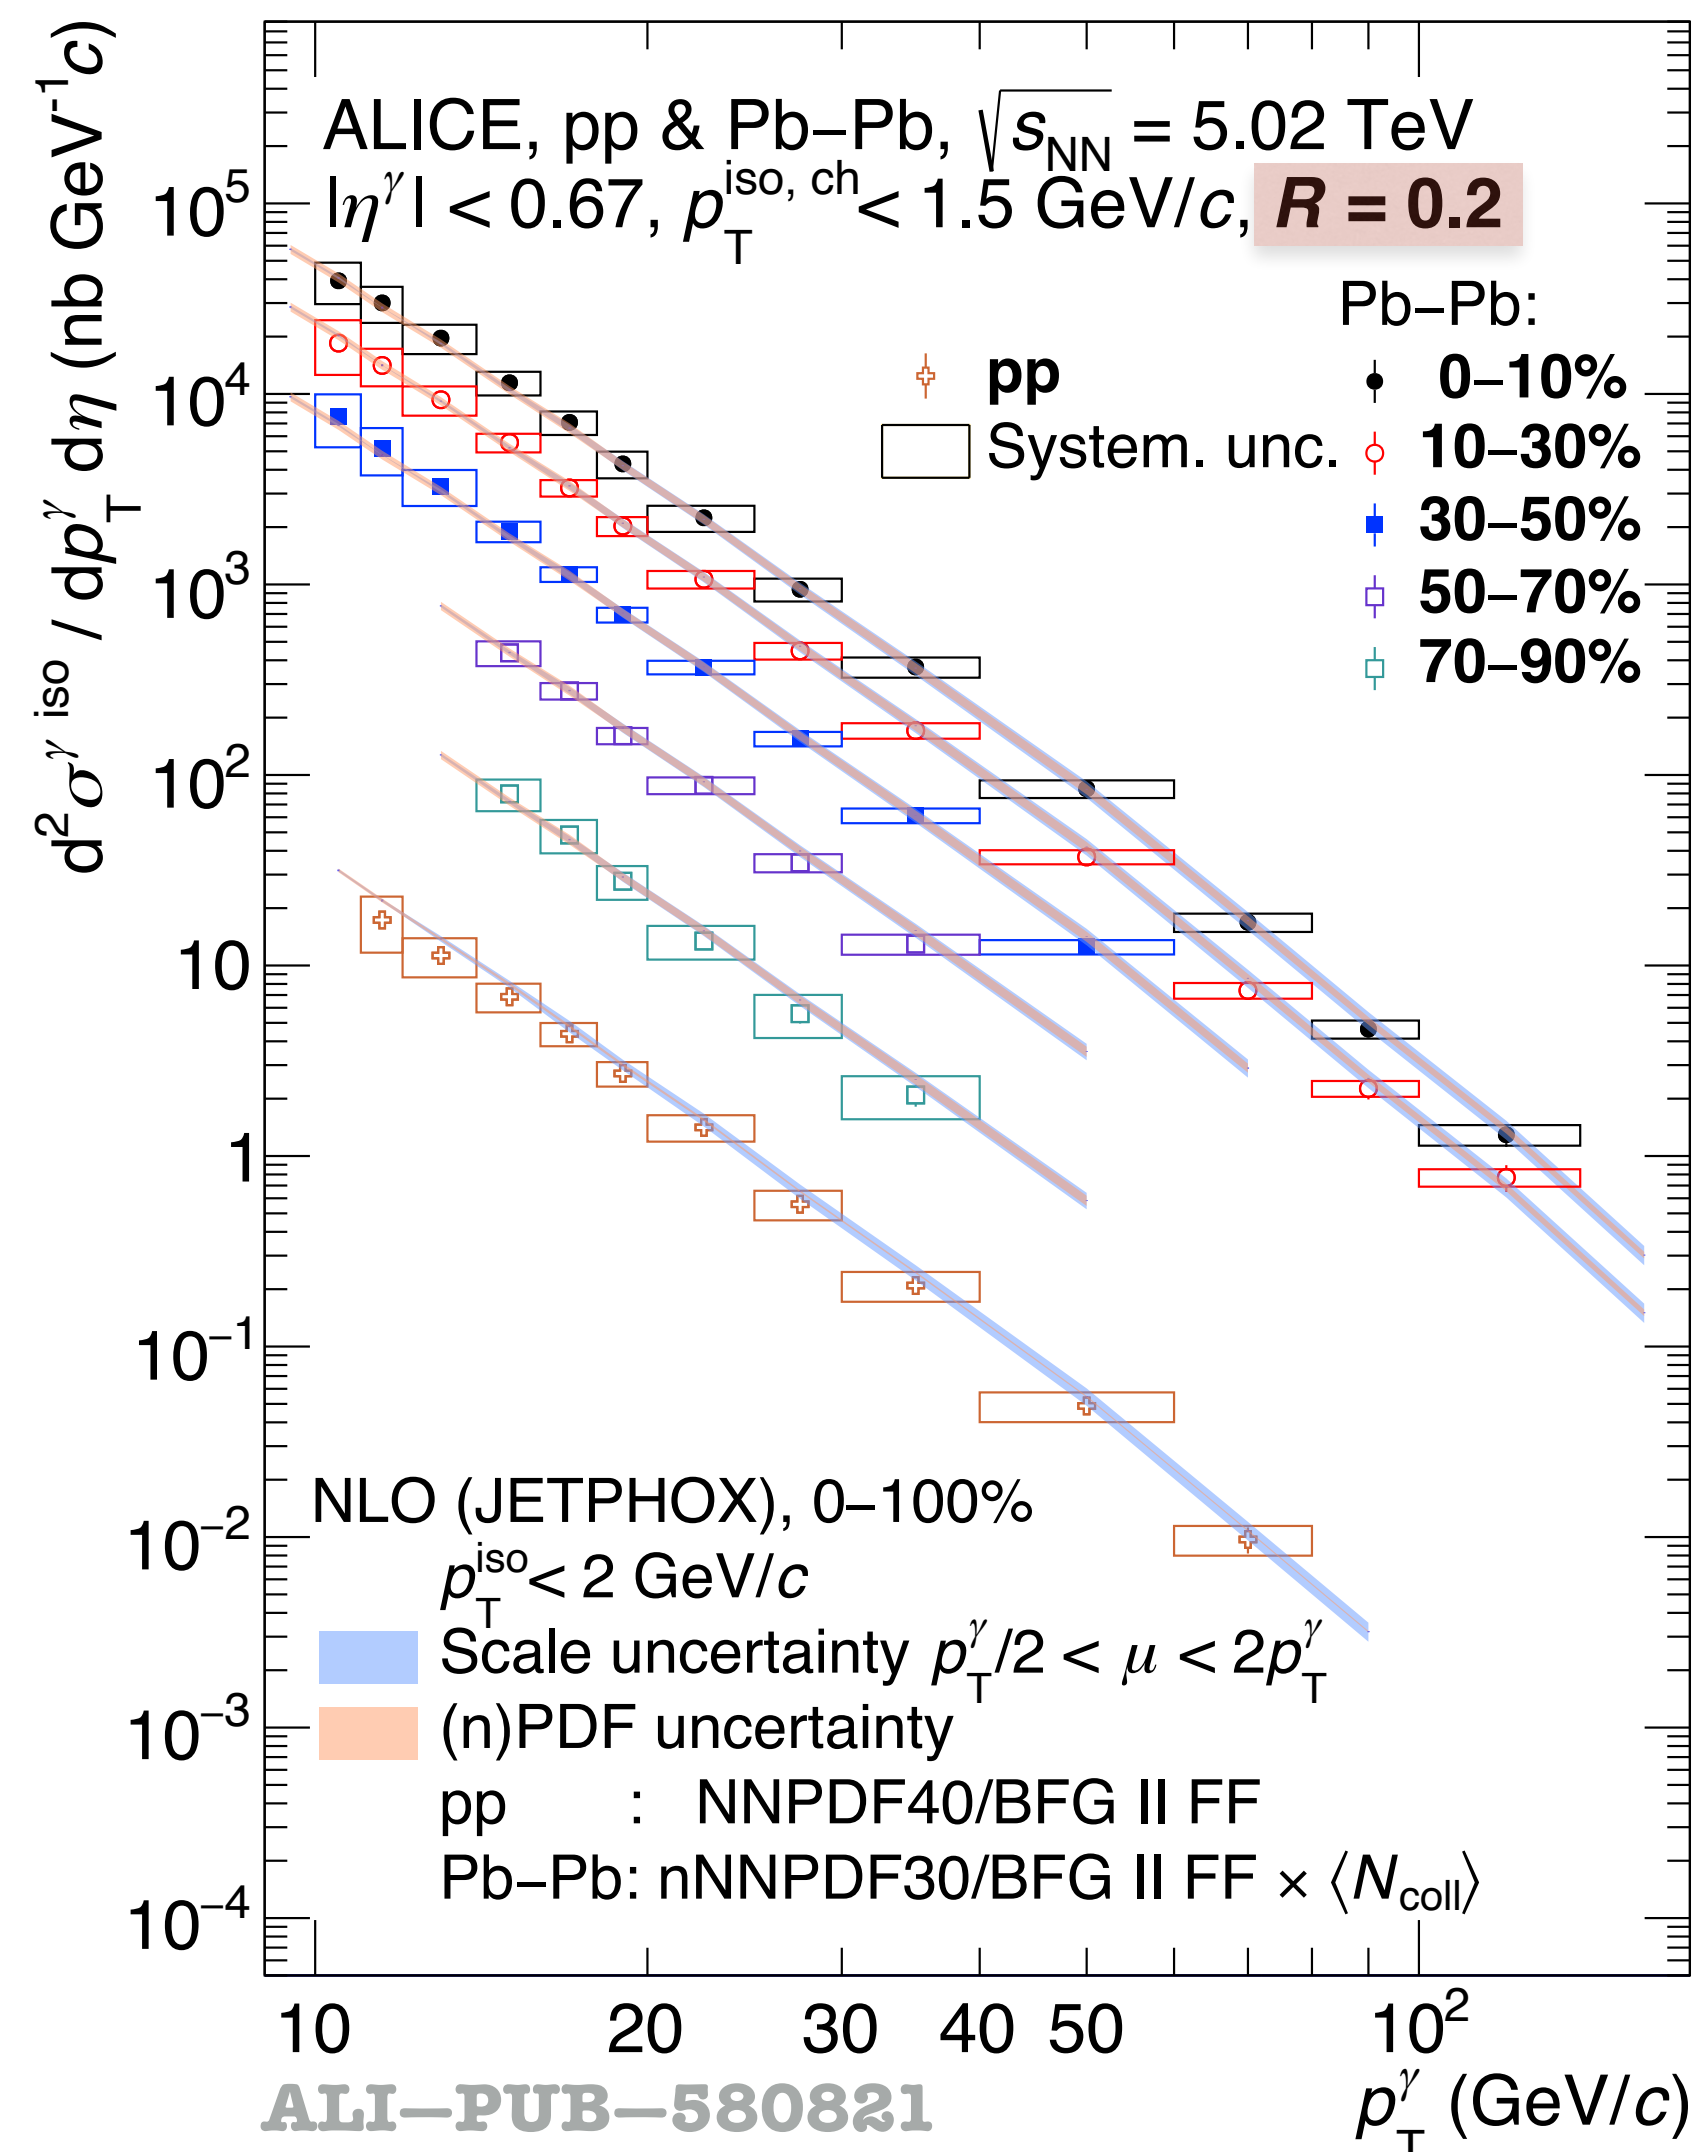 d²σ^γ iso / dp_T^γ dη (nb GeV⁻¹c)
ALICE, pp & Pb–Pb, √s_NN = 5.02 TeV
|η^γ| < 0.67, p_T^iso, ch < 1.5 GeV/c, R = 0.2
Pb–Pb:
pp
System. unc.
0–10%
10–30%
30–50%
50–70%
70–90%
10⁵
10⁴
10³
10²
10
1
10⁻¹
10⁻²
10⁻³
10⁻⁴
NLO (JETPHOX), 0–100%
p_T^iso < 2 GeV/c
Scale uncertainty p_T^γ/2 < μ < 2p_T^γ
(n)PDF uncertainty
pp : NNPDF40/BFG II FF
Pb–Pb: nNNPDF30/BFG II FF × ⟨N_coll⟩
10 20 30 40 50 10²
p_T^γ (GeV/c)
ALI–PUB–580821